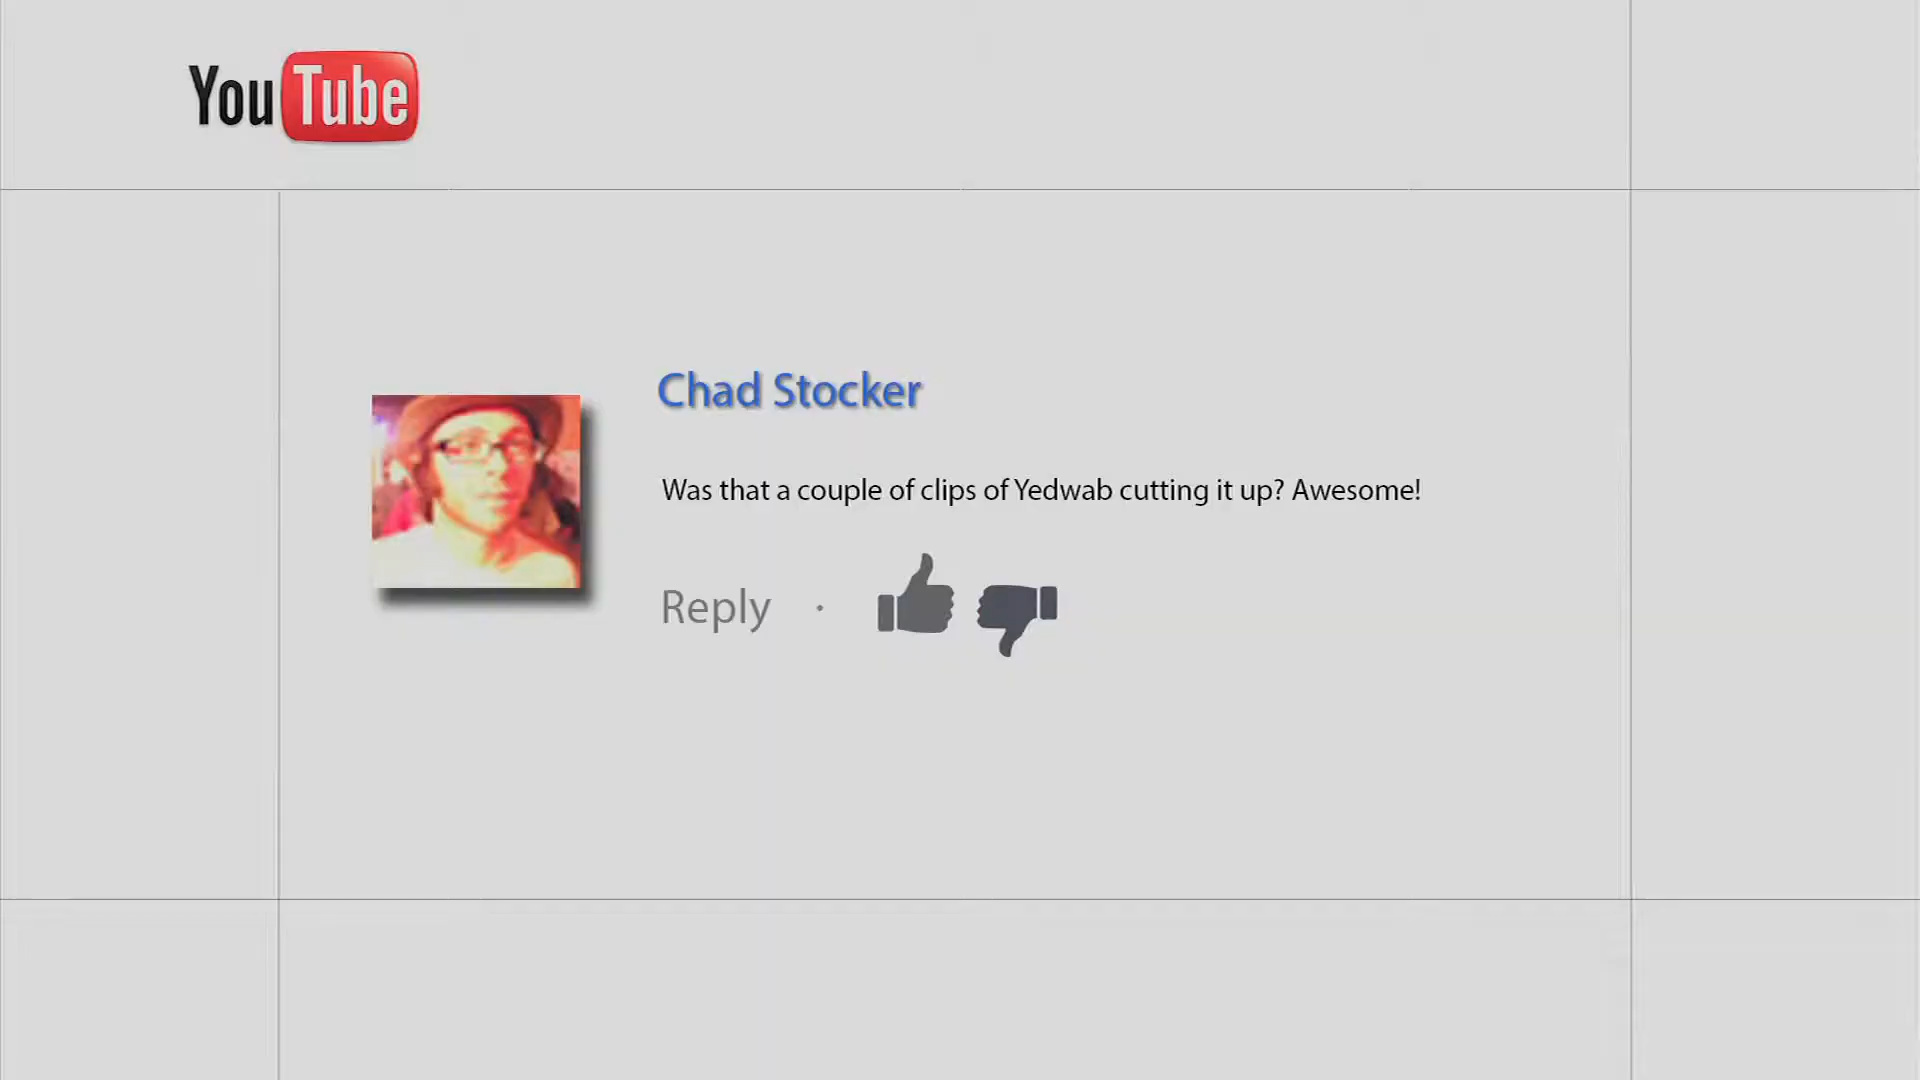 YouTube
Chad Stocker
Was that a couple of clips of Yedwab cutting it up? Awesome!
Reply